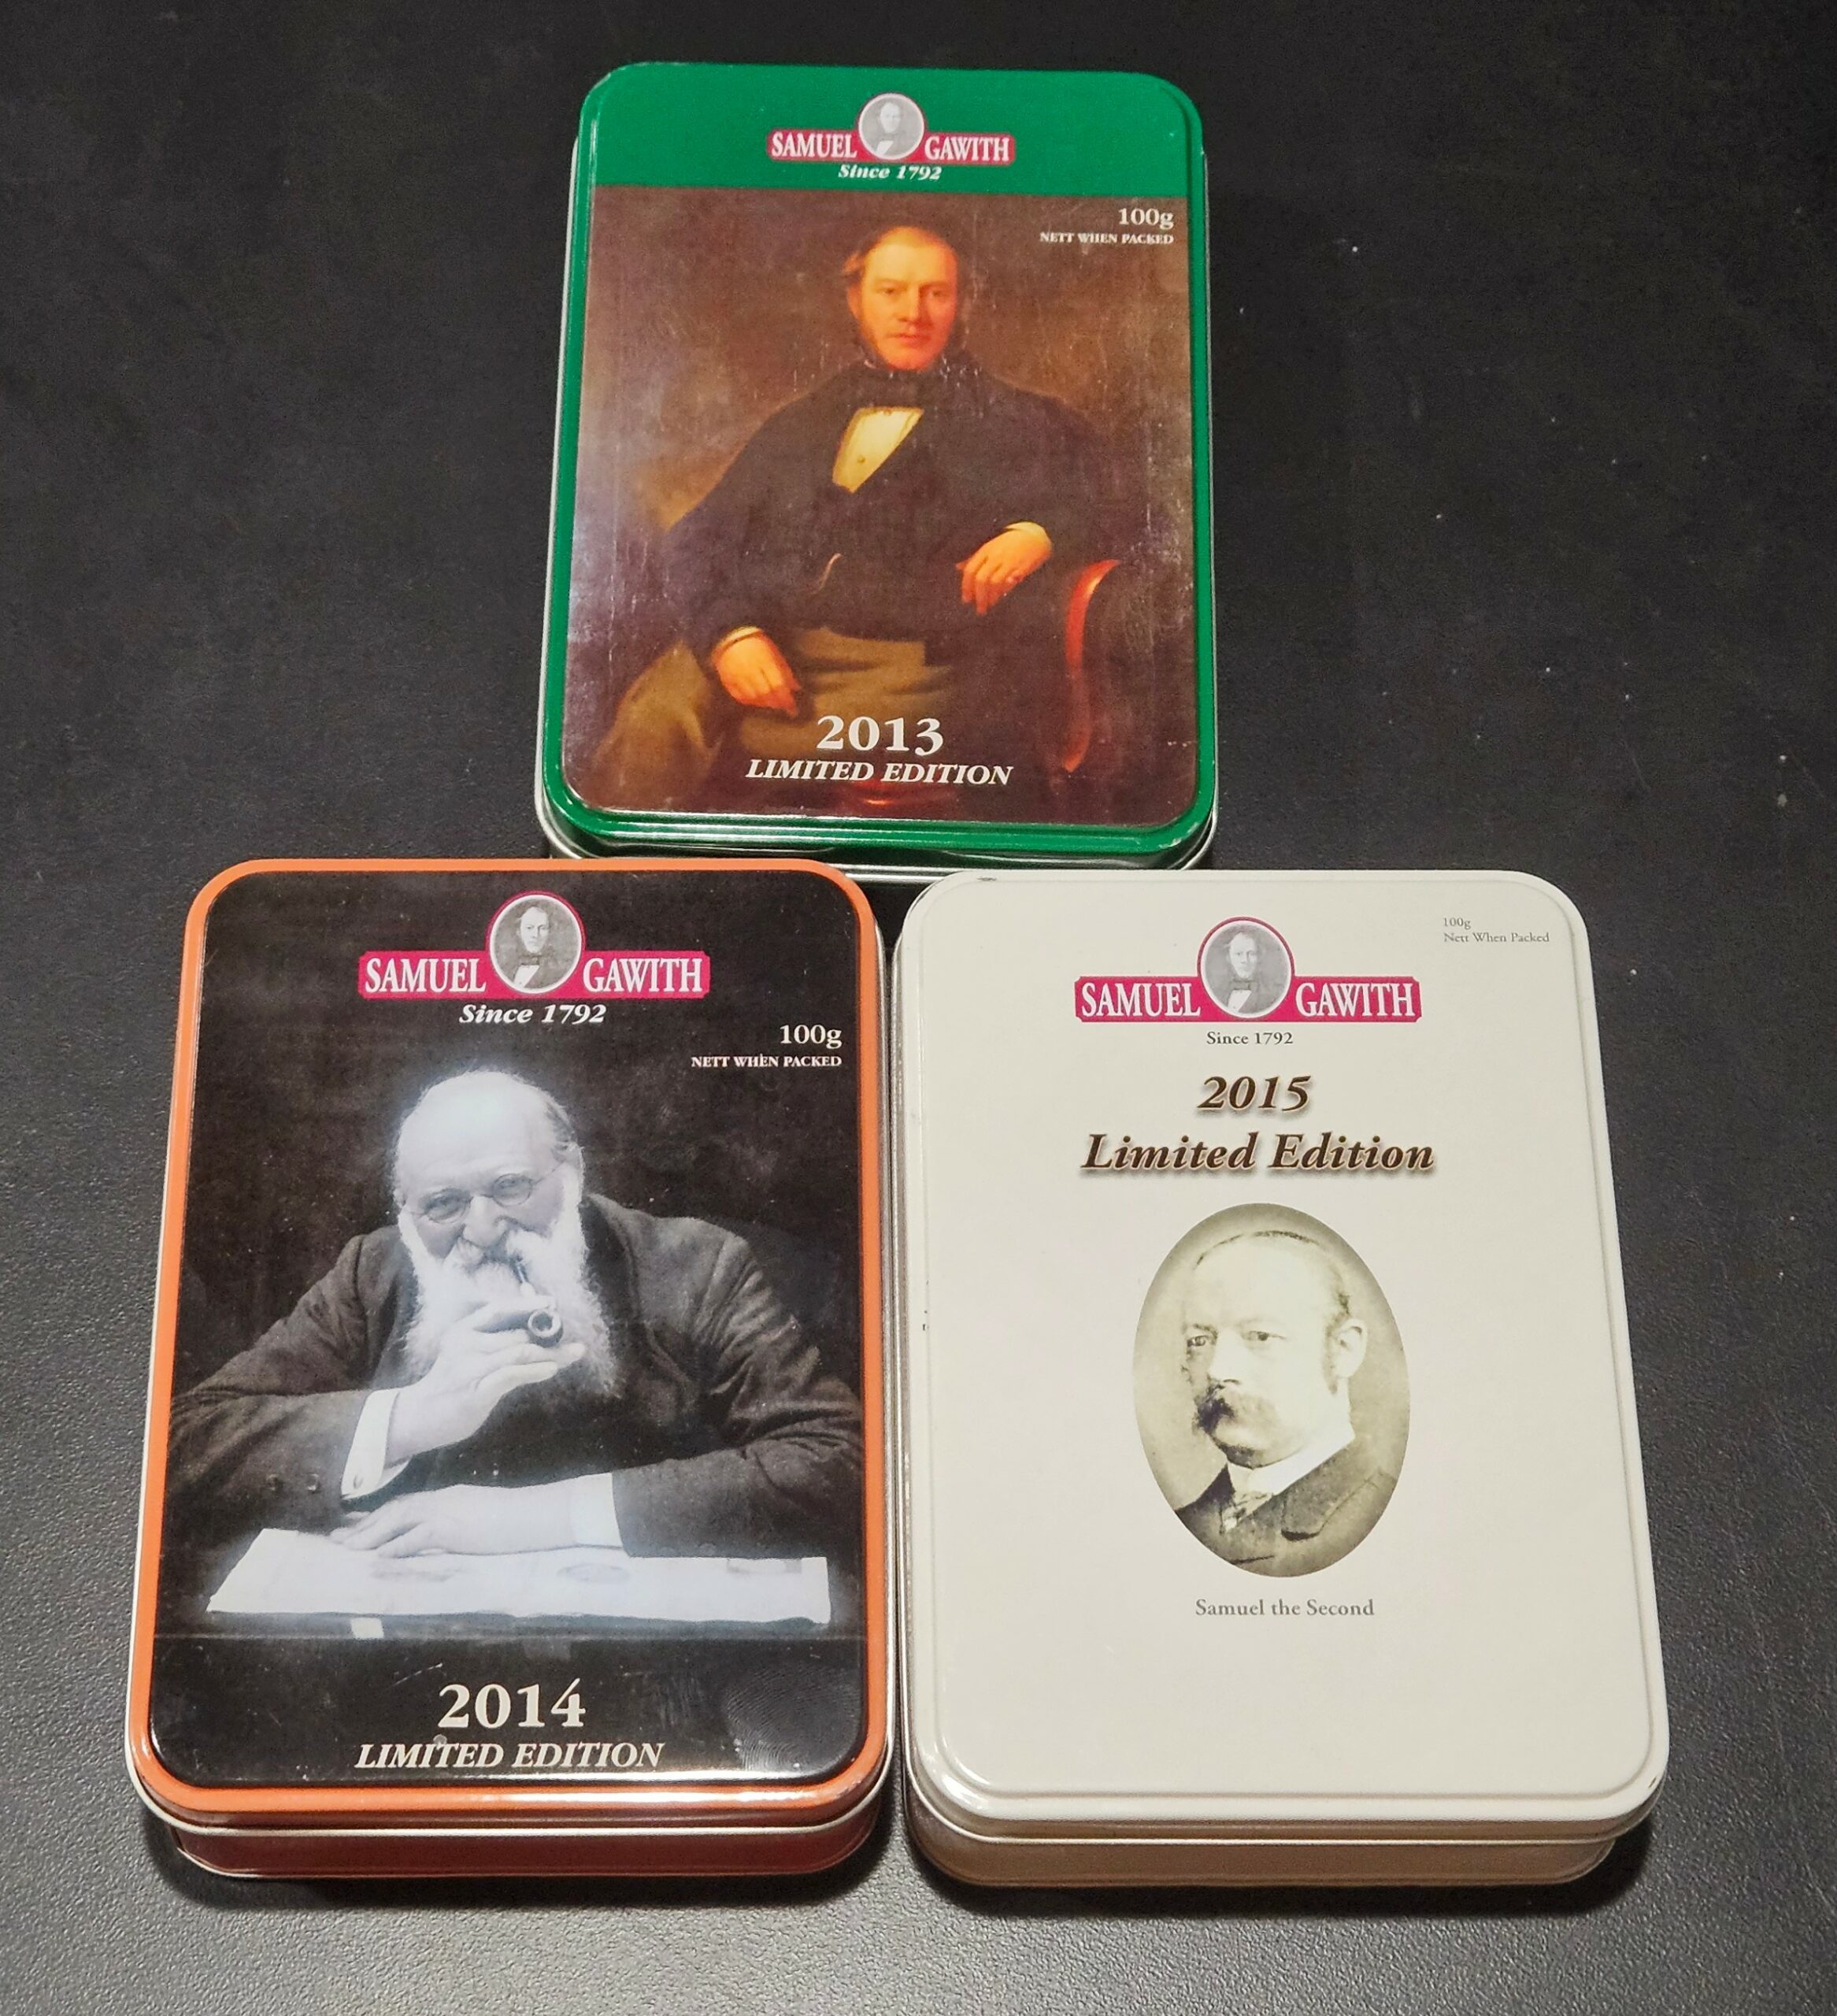 SAMUEL GAWITH
Since 1792
100g
NETT WHEN PACKED
2013
LIMITED EDITION
SAMUEL GAWITH
Since 1792
100g
NETT WHEN PACKED
2014
LIMITED EDITION
100g
Nett When Packed
SAMUEL GAWITH
Since 1792
2015
Limited Edition
Samuel the Second